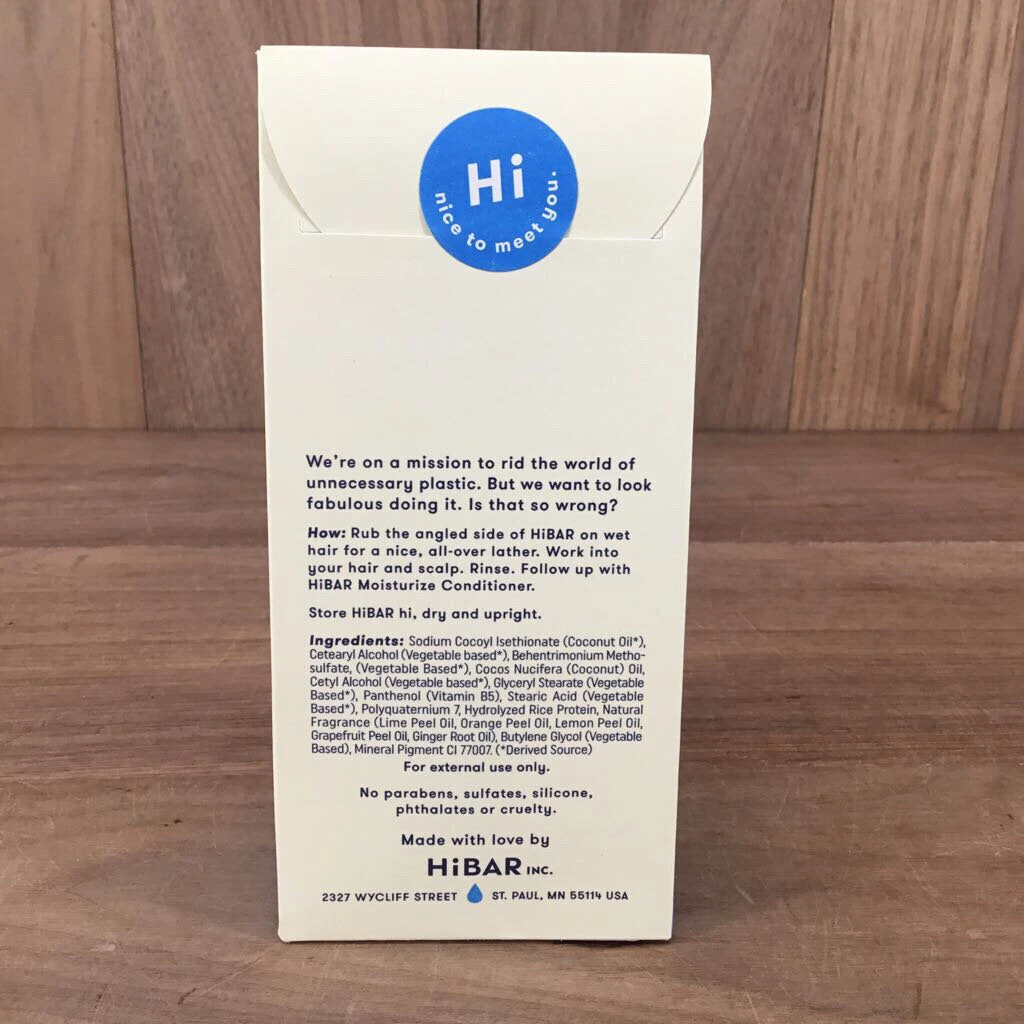 Hi
nice to meet you.
We're on a mission to rid the world of
unnecessary plastic. But we want to look
fabulous doing it. Is that so wrong?
How: Rub the angled side of HiBAR on wet
hair for a nice, all-over lather. Work into
your hair and scalp. Rinse. Follow up with
HiBAR Moisturize Conditioner.
Store HiBAR hi, dry and upright.
Ingredients: Sodium Cocoyl Isethionate (Coconut Oil*),
Cetearyl Alcohol (Vegetable based*), Behentrimonium Metho-
sulfate, (Vegetable Based*), Cocos Nucifera (Coconut) Oil,
Cetyl Alcohol (Vegetable based*), Glyceryl Stearate (Vegetable
Based*), Panthenol (Vitamin B5), Stearic Acid (Vegetable
Based*), Polyquaternium 7, Hydrolyzed Rice Protein, Natural
Fragrance (Lime Peel Oil, Orange Peel Oil, Lemon Peel Oil,
Grapefruit Peel Oil, Ginger Root Oil), Butylene Glycol (Vegetable
Based), Mineral Pigment CI 77007. (*Derived Source)
For external use only.
No parabens, sulfates, silicone,
phthalates or cruelty.
Made with love by
HiBAR INC.
2327 WYCLIFF STREET ST. PAUL, MN 55114 USA